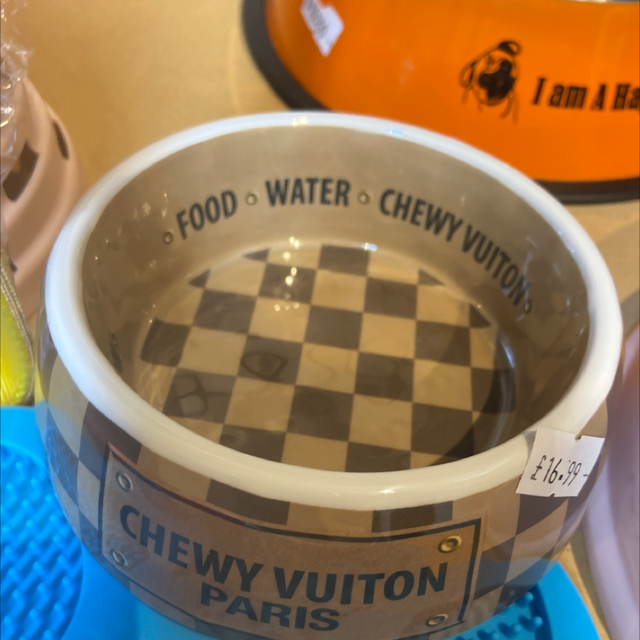 I am A Ha
FOOD WATER CHEWY VUITON
£16.99
CHEWY VUITON
PARIS